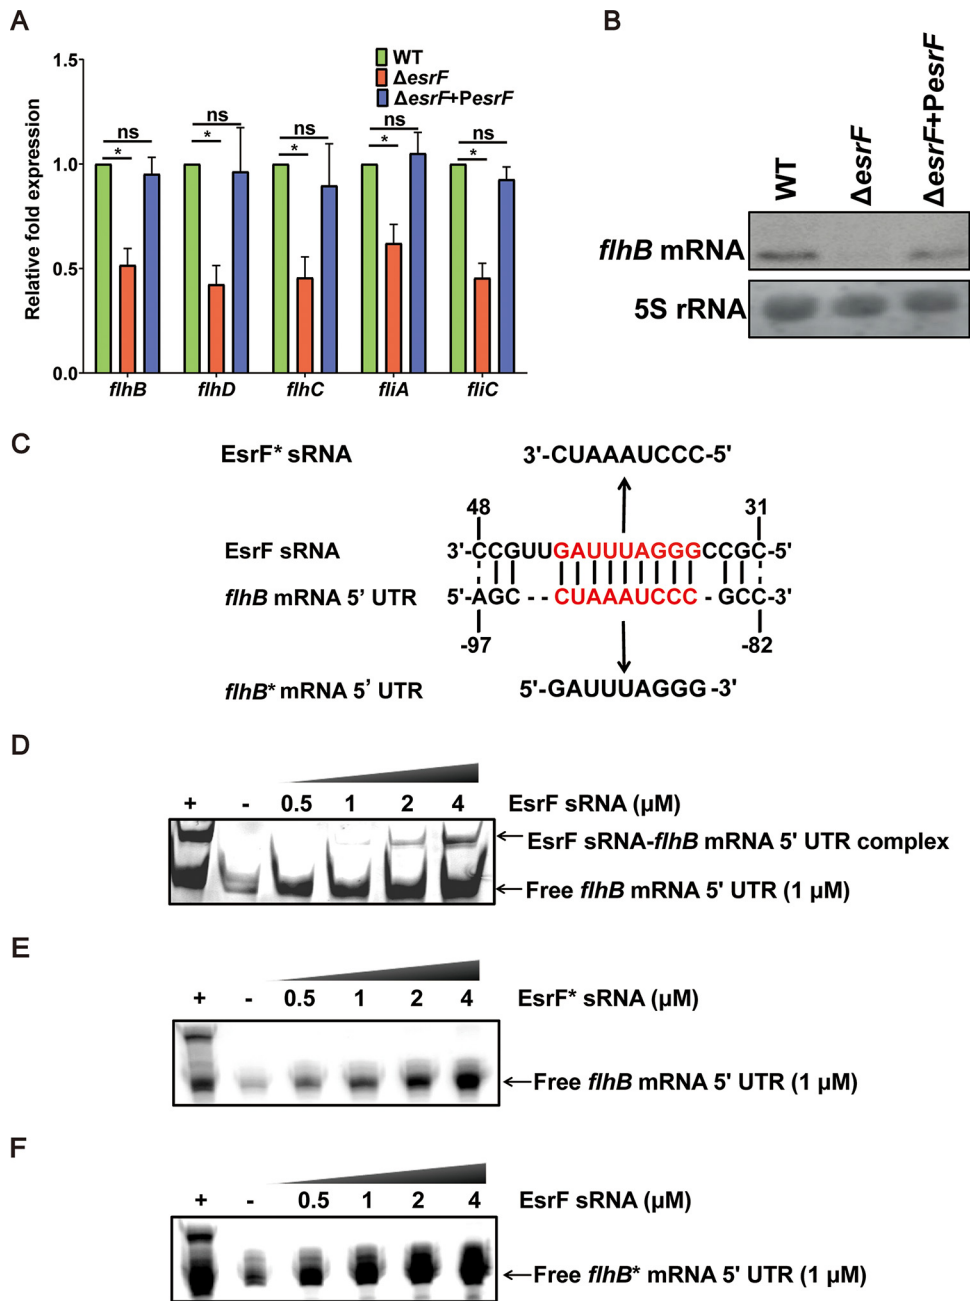 A
WT
ΔesrF
ΔesrF+PesrF
Relative fold expression
1.5
1.0
0.5
0.0
ns
*
ns
*
ns
*
ns
*
ns
*
flhB flhD flhC fliA fliC
B
WT ΔesrF ΔesrF+PesrF
flhB mRNA
5S rRNA
C
EsrF* sRNA 3'-CUAAAUCCC-5'
48 31
EsrF sRNA 3'-CCGUUGAUUUAGGGCCGC-5'
flhB mRNA 5' UTR 5'-AGC--CUAAAUCCC-GCC-3'
-97 -82
flhB* mRNA 5' UTR 5'-GAUUUAGGG-3'
D
+ - 0.5 1 2 4 EsrF sRNA (μM)
EsrF sRNA-flhB mRNA 5' UTR complex
Free flhB mRNA 5' UTR (1 μM)
E
+ - 0.5 1 2 4 EsrF* sRNA (μM)
Free flhB mRNA 5' UTR (1 μM)
F
+ - 0.5 1 2 4 EsrF sRNA (μM)
Free flhB* mRNA 5' UTR (1 μM)